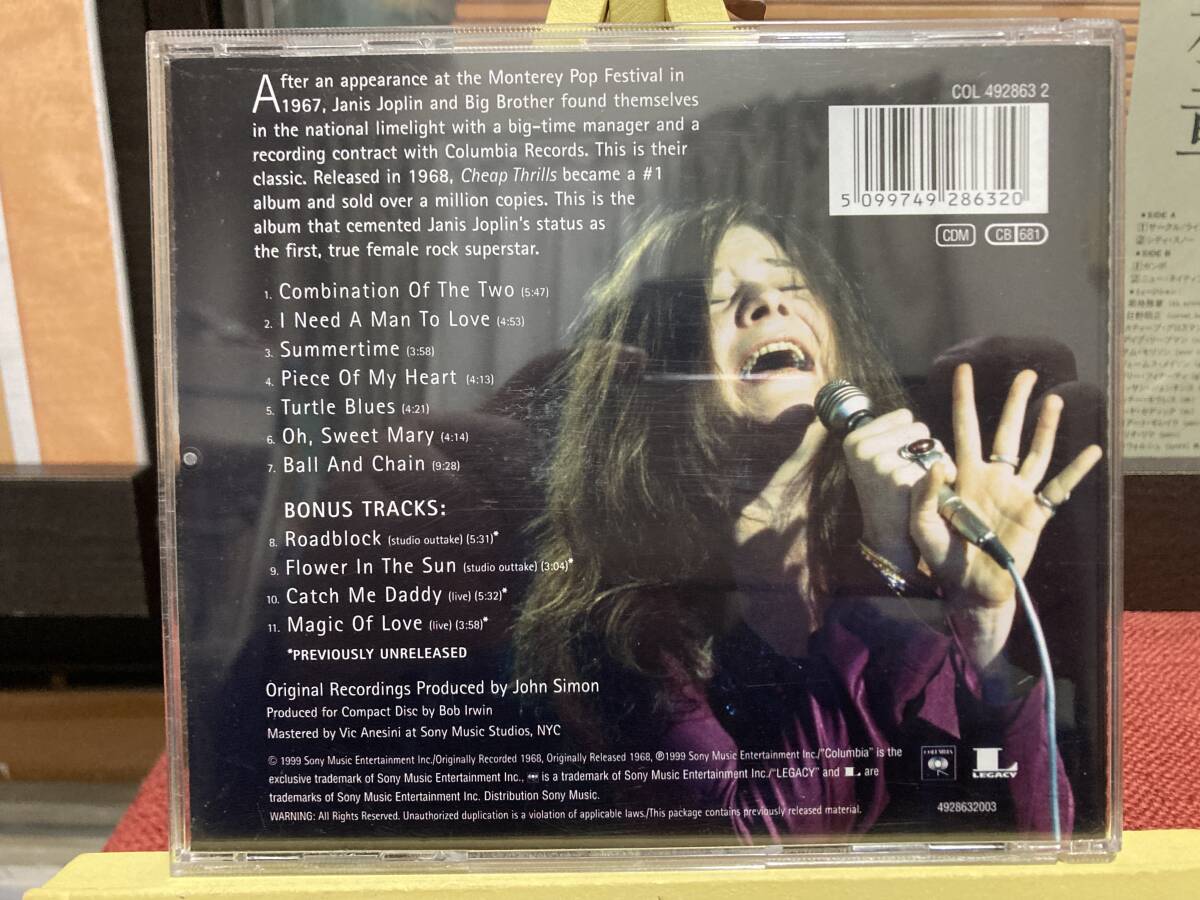 After an appearance at the Monterey Pop Festival in
1967, Janis Joplin and Big Brother found themselves
in the national limelight with a big-time manager and a
recording contract with Columbia Records. This is their
classic. Released in 1968, Cheap Thrills became a #1
album and sold over a million copies. This is the
album that cemented Janis Joplin's status as
the first, true female rock superstar.
COL 492863 2
5 099749 286320
CDM CB 681
1. Combination Of The Two (5:47)
2. I Need A Man To Love (4:53)
3. Summertime (3:58)
4. Piece Of My Heart (4:13)
5. Turtle Blues (4:21)
6. Oh, Sweet Mary (4:14)
7. Ball And Chain (9:28)
BONUS TRACKS:
8. Roadblock (studio outtake) (5:31)*
9. Flower In The Sun (studio outtake) (3:04)*
10. Catch Me Daddy (live) (5:32)*
11. Magic Of Love (live) (3:58)*
*PREVIOUSLY UNRELEASED
Original Recordings Produced by John Simon
Produced for Compact Disc by Bob Irwin
Mastered by Vic Anesini at Sony Music Studios, NYC
© 1999 Sony Music Entertainment Inc./Originally Recorded 1968, Originally Released 1968, ℗1999 Sony Music Entertainment Inc./"Columbia" is the
exclusive trademark of Sony Music Entertainment Inc., is a trademark of Sony Music Entertainment Inc./"LEGACY" and L are
trademarks of Sony Music Entertainment Inc. Distribution Sony Music.
WARNING: All Rights Reserved. Unauthorized duplication is a violation of applicable laws./This package contains previously released material.
COLUMBIA
LEGACY
4928632003
●SIDE A
●SIDE B